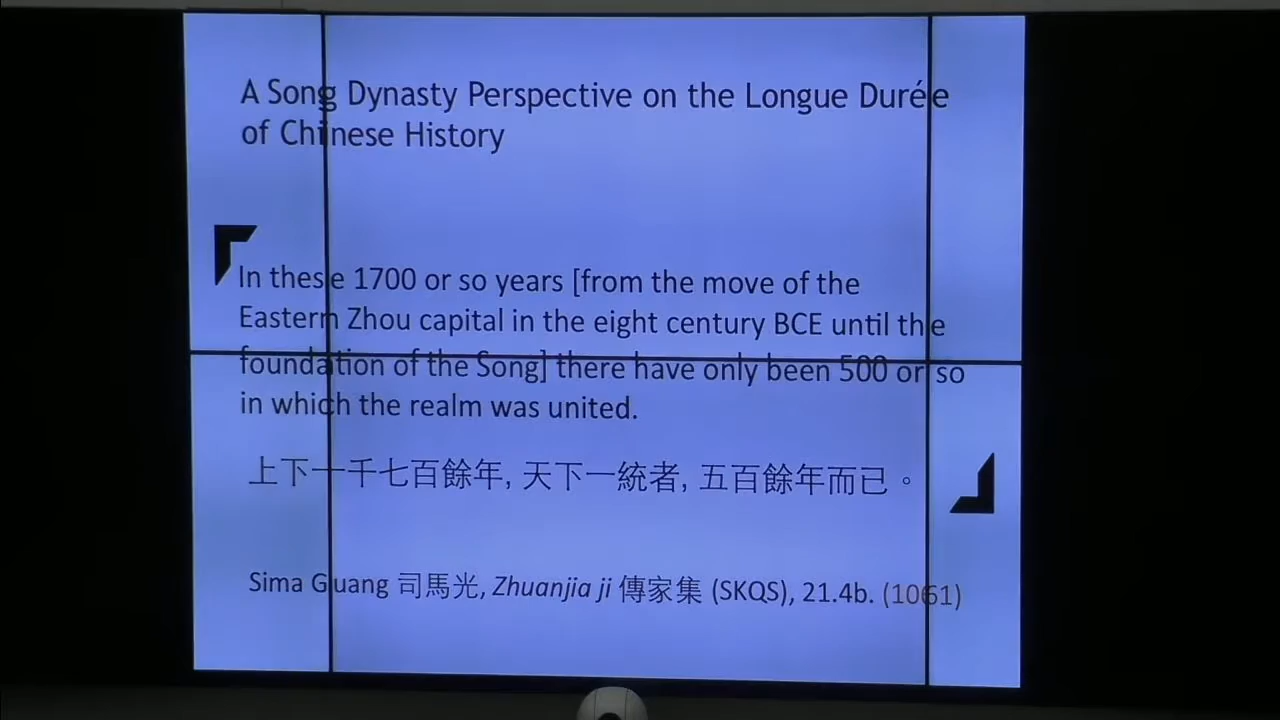 A Song Dynasty Perspective on the Longue Durée
of Chinese History
In these 1700 or so years [from the move of the
Eastern Zhou capital in the eight century BCE until the
foundation of the Song] there have only been 500 or so
in which the realm was united.
上下一千七百餘年, 天下一統者, 五百餘年而已。
Sima Guang 司馬光, Zhuanjia ji 傳家集 (SKQS), 21.4b. (1061)